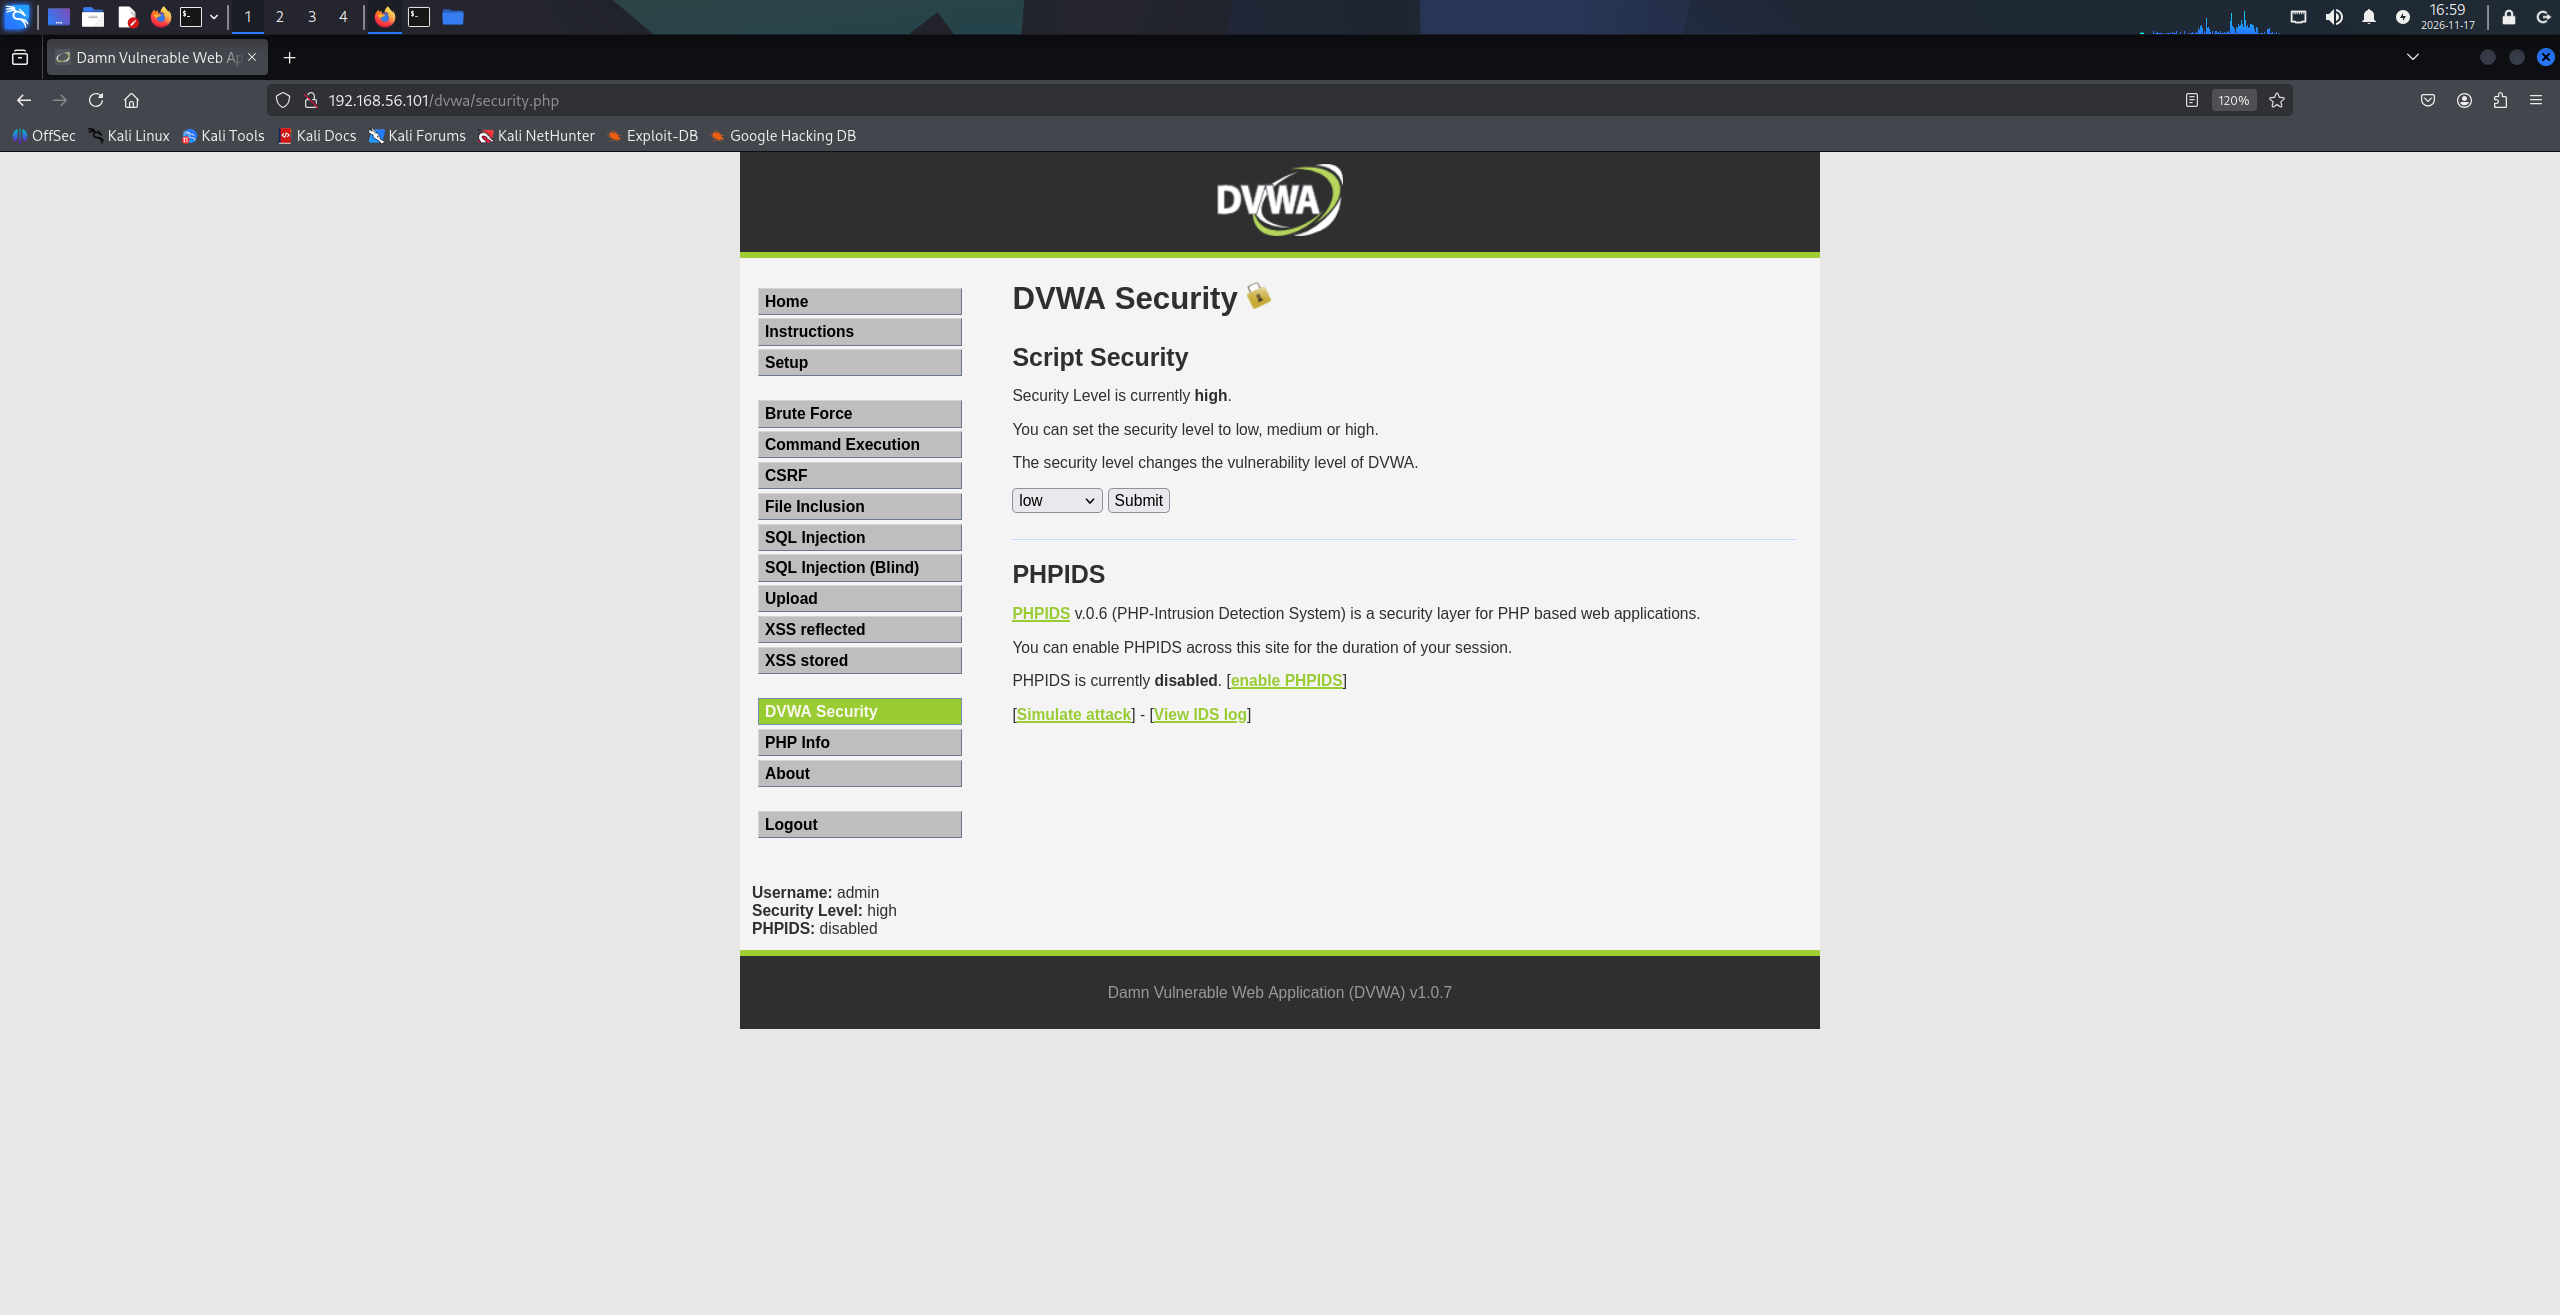 1 2 3 4
16:59
2026-11-17
Damn Vulnerable Web Ap
192.168.56.101/dvwa/security.php
120%
OffSec Kali Linux Kali Tools Kali Docs Kali Forums Kali NetHunter Exploit-DB Google Hacking DB
DVWA
Home
Instructions
Setup
Brute Force
Command Execution
CSRF
File Inclusion
SQL Injection
SQL Injection (Blind)
Upload
XSS reflected
XSS stored
DVWA Security
PHP Info
About
Logout
DVWA Security
Script Security
Security Level is currently high.
You can set the security level to low, medium or high.
The security level changes the vulnerability level of DVWA.
low Submit
PHPIDS
PHPIDS v.0.6 (PHP-Intrusion Detection System) is a security layer for PHP based web applications.
You can enable PHPIDS across this site for the duration of your session.
PHPIDS is currently disabled. [enable PHPIDS]
[Simulate attack] - [View IDS log]
Username: admin
Security Level: high
PHPIDS: disabled
Damn Vulnerable Web Application (DVWA) v1.0.7